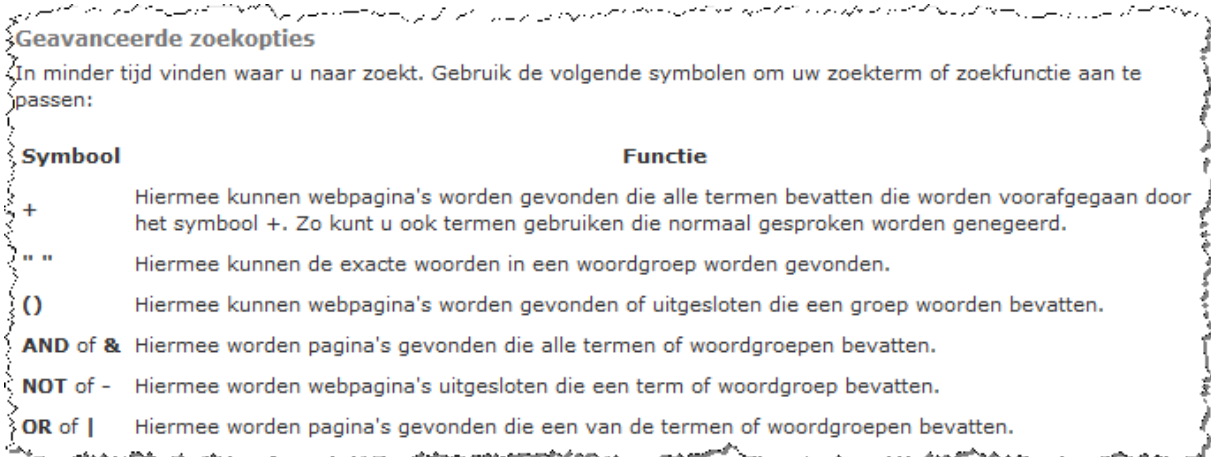 Geavanceerde zoekopties
In minder tijd vinden waar u naar zoekt. Gebruik de volgende symbolen om uw zoekterm of zoekfunctie aan te
passen:
Symbool Functie
+ Hiermee kunnen webpagina's worden gevonden die alle termen bevatten die worden voorafgegaan door
het symbool +. Zo kunt u ook termen gebruiken die normaal gesproken worden genegeerd.
" " Hiermee kunnen de exacte woorden in een woordgroep worden gevonden.
() Hiermee kunnen webpagina's worden gevonden of uitgesloten die een groep woorden bevatten.
AND of & Hiermee worden pagina's gevonden die alle termen of woordgroepen bevatten.
NOT of - Hiermee worden webpagina's uitgesloten die een term of woordgroep bevatten.
OR of | Hiermee worden pagina's gevonden die een van de termen of woordgroepen bevatten.